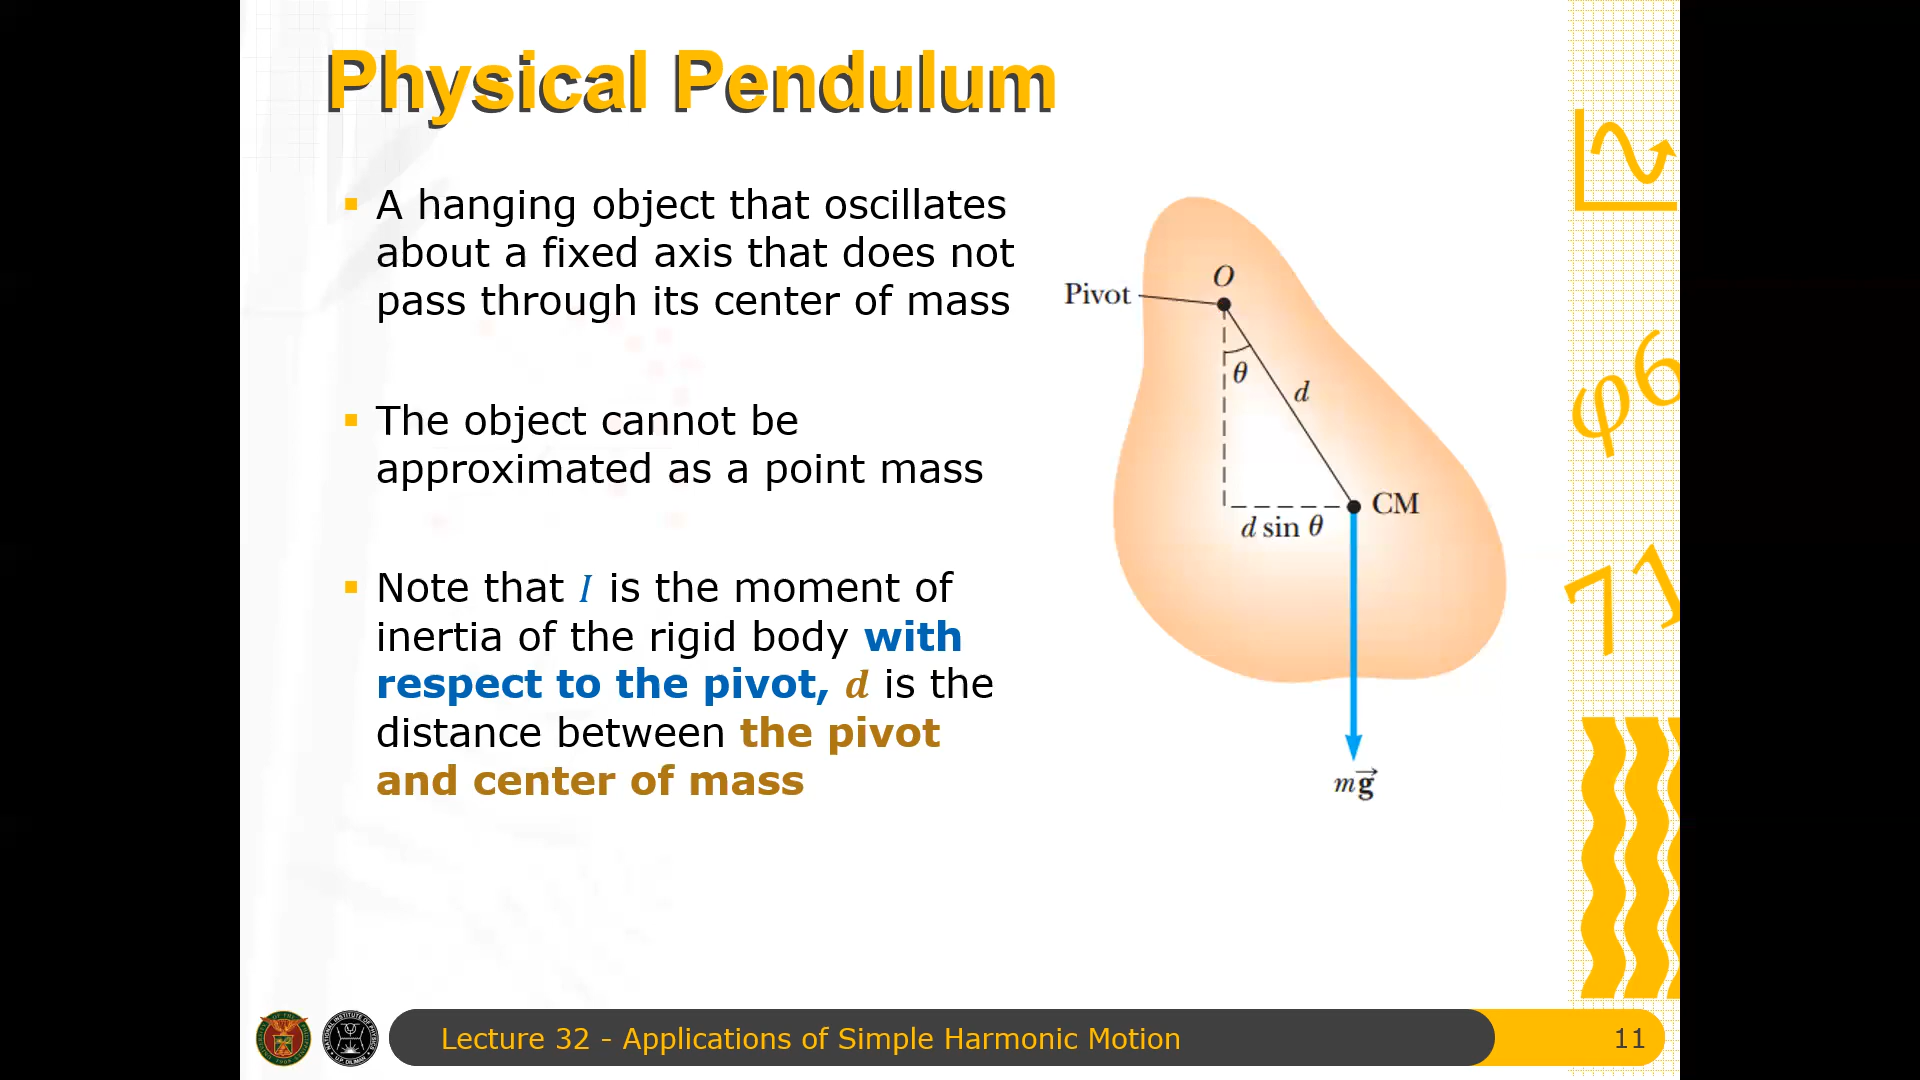 Physical Pendulum
▪ A hanging object that oscillates
about a fixed axis that does not
pass through its center of mass
▪ The object cannot be
approximated as a point mass
▪ Note that I is the moment of
inertia of the rigid body with
respect to the pivot, d is the
distance between the pivot
and center of mass
O
Pivot
θ
d
CM
d sin θ
mg⃗
φ6
71
Lecture 32 - Applications of Simple Harmonic Motion
11